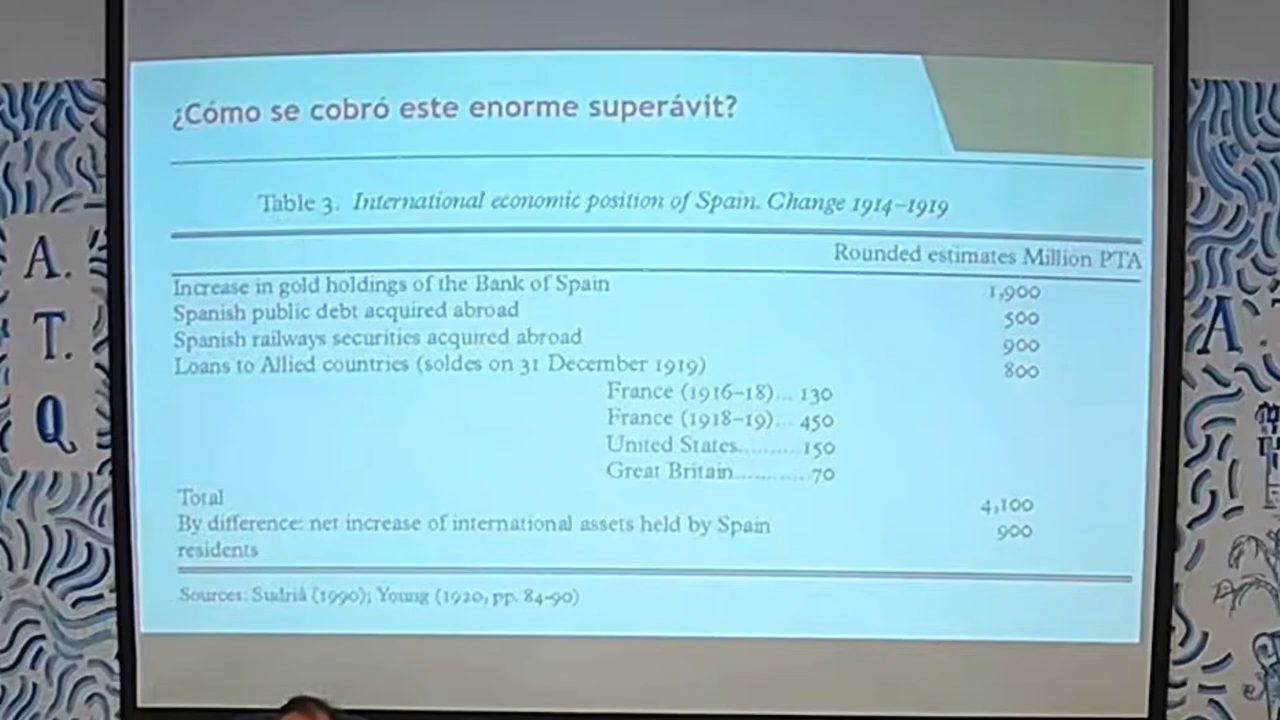 ¿Cómo se cobró este enorme superávit?
Table 3. International economic position of Spain. Change 1914–1919
Rounded estimates Million PTA
Increase in gold holdings of the Bank of Spain 1,900
Spanish public debt acquired abroad 500
Spanish railways securities acquired abroad 900
Loans to Allied countries (soldes on 31 December 1919) 800
France (1916–18)... 130
France (1918–19)... 450
United States.......... 150
Great Britain............ 70
Total 4,100
By difference: net increase of international assets held by Spain 900
residents
Sources: Sudrià (1990); Young (1920, pp. 84–90)
A.
T.
Q
A.